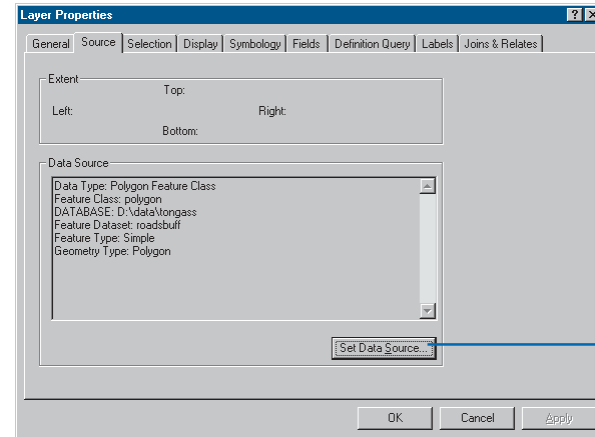 Layer Properties
General Source Selection Display Symbology Fields Definition Query Labels Joins & Relates
Extent
Top:
Left: Right:
Bottom:
Data Source
Data Type: Polygon Feature Class
Feature Class: polygon
DATABASE: D:\data\tongass
Feature Dataset: roadsbuff
Feature Type: Simple
Geometry Type: Polygon
Set Data Source...
OK Cancel Apply